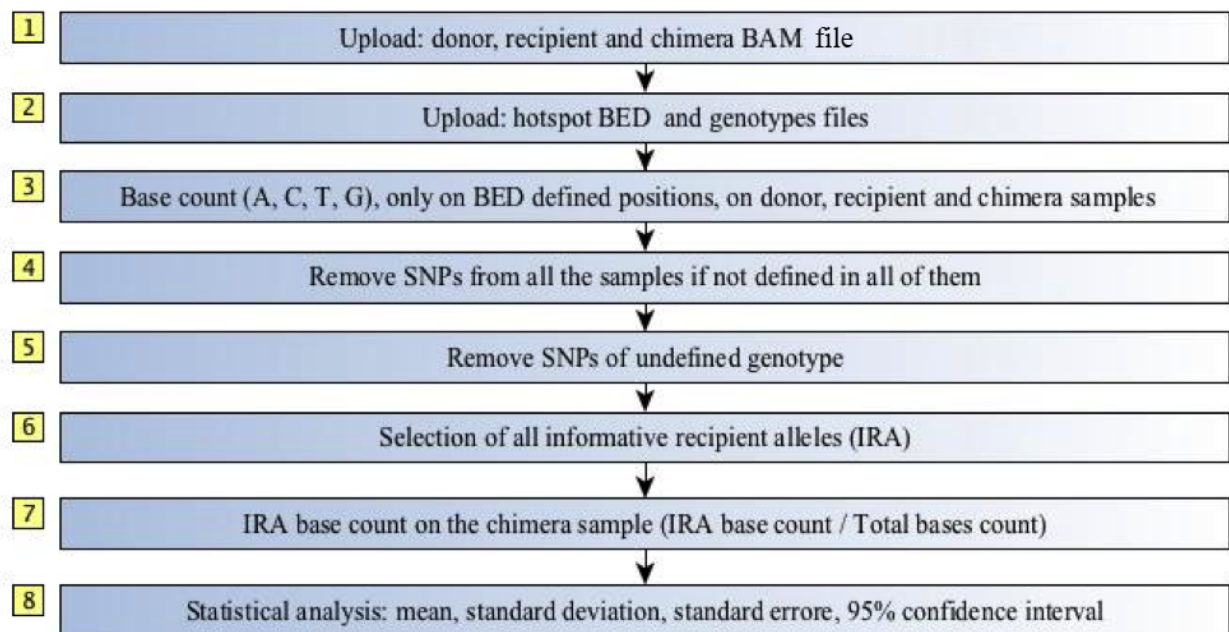 1 Upload: donor, recipient and chimera BAM file
2 Upload: hotspot BED and genotypes files
3 Base count (A, C, T, G), only on BED defined positions, on donor, recipient and chimera samples
4 Remove SNPs from all the samples if not defined in all of them
5 Remove SNPs of undefined genotype
6 Selection of all informative recipient alleles (IRA)
7 IRA base count on the chimera sample (IRA base count / Total bases count)
8 Statistical analysis: mean, standard deviation, standard errore, 95% confidence interval